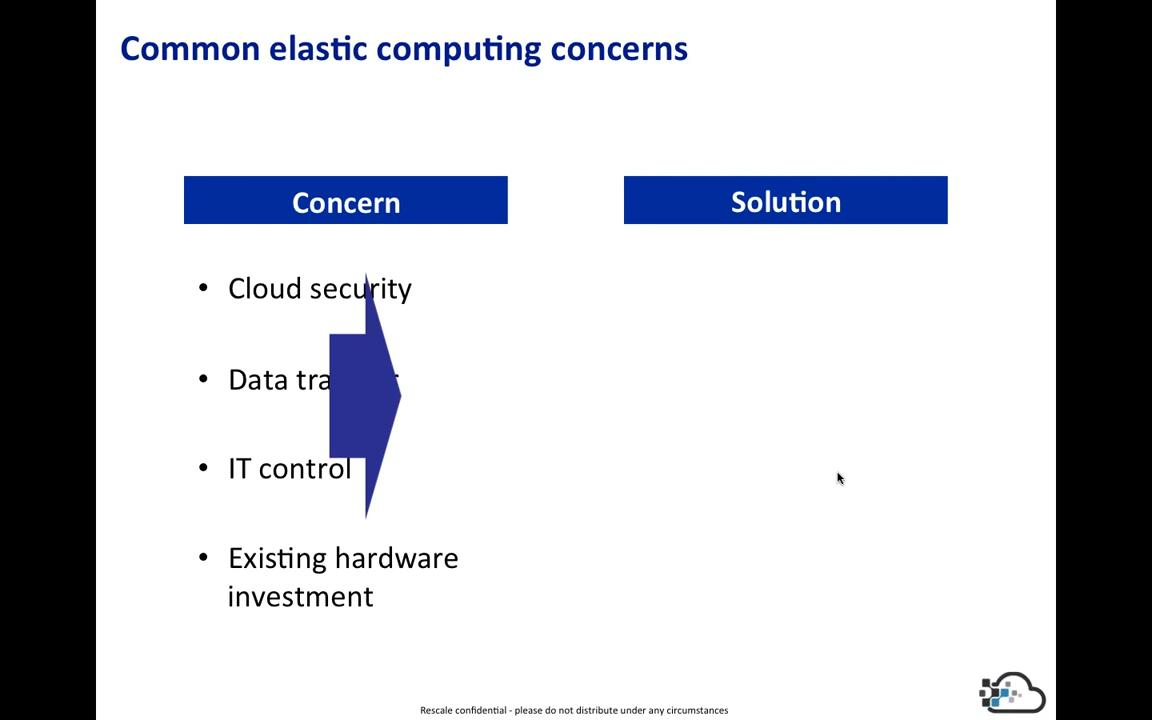 Common elastic computing concerns
Concern
Solution
• Cloud security
• Data
• IT control
• Existing hardware
investment
Rescale confidential - please do not distribute under any circumstances